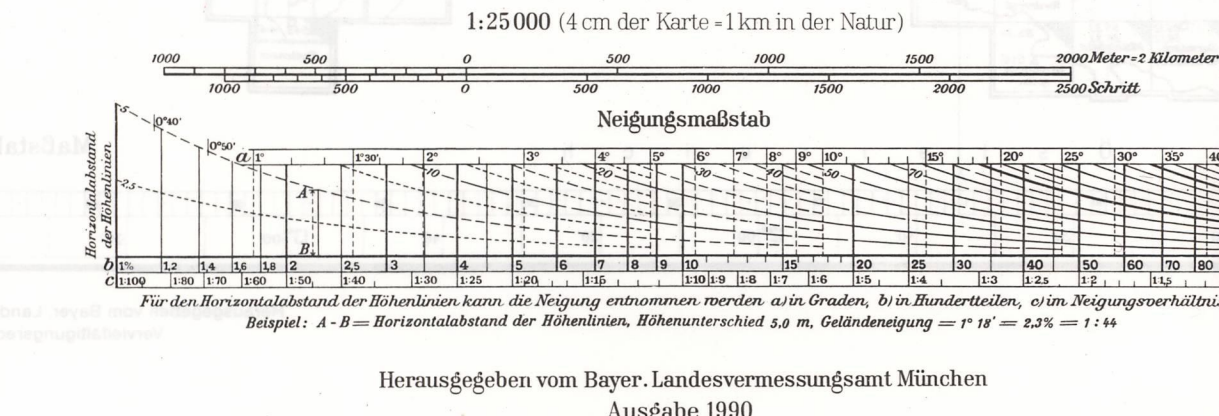 1:25000 (4 cm der Karte = 1 km in der Natur)
1000 500 0 500 1000 1500 2000 Meter=2 Kilometer
1000 500 0 500 1000 1500 2000 2500 Schritt
Neigungsmaßstab
Horizontalabstand
der Höhenlinien
5 0°40' 0°50'
a 1° 1°30' 2° 3° 4° 5° 6° 7° 8° 9° 10° 15° 20° 25° 30° 35° 40
10 20 30 40 50 70
2,5
A
B
b 1% 1,2 1,4 1,6 1,8 2 2,5 3 4 5 6 7 8 9 10 15 20 25 30 40 50 60 70 80
c 1:100 1:80 1:70 1:60 1:50 1:40 1:30 1:25 1:20 1:15 1:10 1:9 1:8 1:7 1:6 1:5 1:4 1:3 1:2,5 1:2 1:1,5
Für den Horizontalabstand der Höhenlinien kann die Neigung entnommen werden a) in Graden, b) in Hundertteilen, c) im Neigungsverhältni
Beispiel: A - B = Horizontalabstand der Höhenlinien, Höhenunterschied 5,0 m, Geländeneigung = 1° 18' = 2,3% = 1 : 44
Herausgegeben vom Bayer. Landesvermessungsamt München
Ausgabe 1990